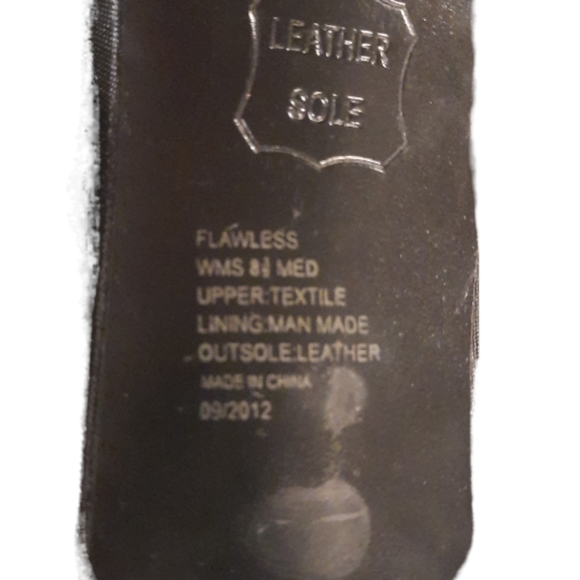 LEATHER
SOLE
FLAWLESS
WMS 8½ MED
UPPER:TEXTILE
LINING:MAN MADE
OUTSOLE:LEATHER
MADE IN CHINA
09/2012